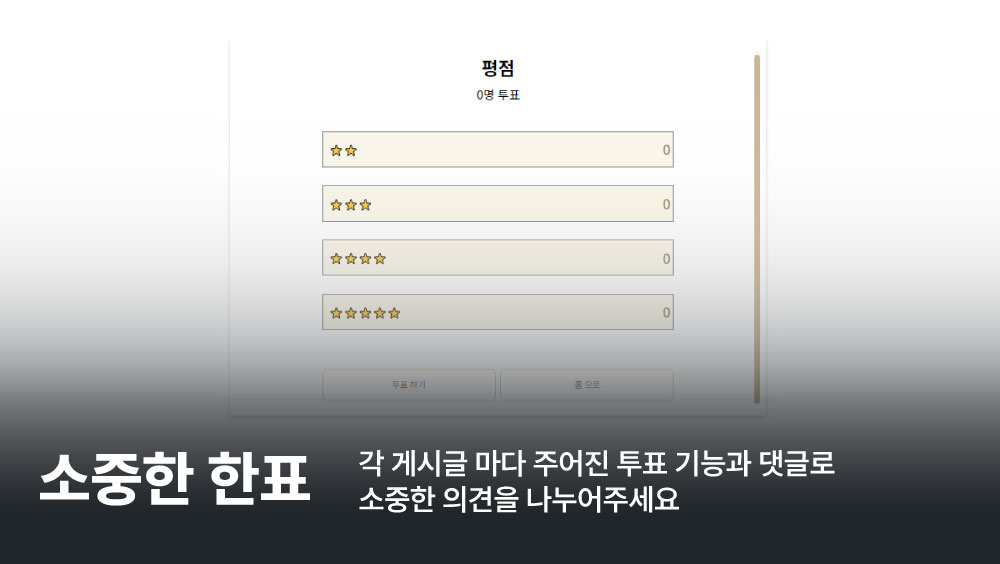 평점
0명 투표
0
0
0
0
투표 하기
홈 으로
소중한 한표
각 게시글 마다 주어진 투표 기능과 댓글로
소중한 의견을 나누어주세요